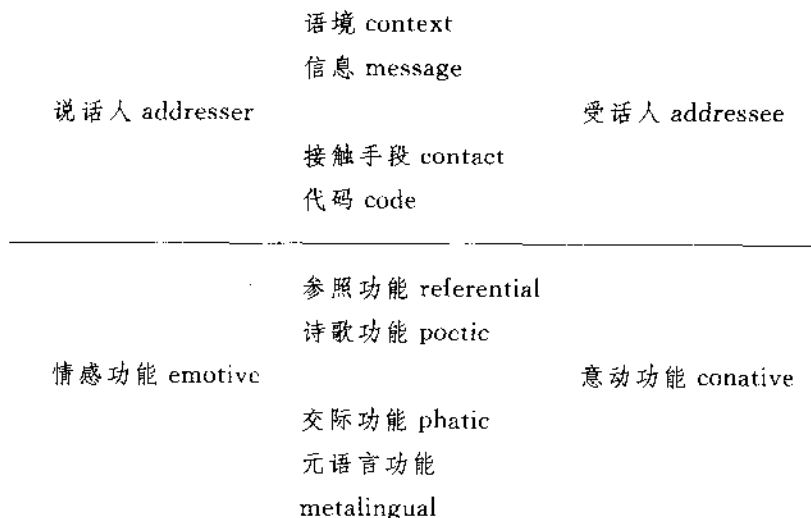 语境 context
信息 message
说话人 addresser 受话人 addressee
接触手段 contact
代码 code
参照功能 referential
诗歌功能 poetic
情感功能 emotive 意动功能 conative
交际功能 phatic
元语言功能
metalingual